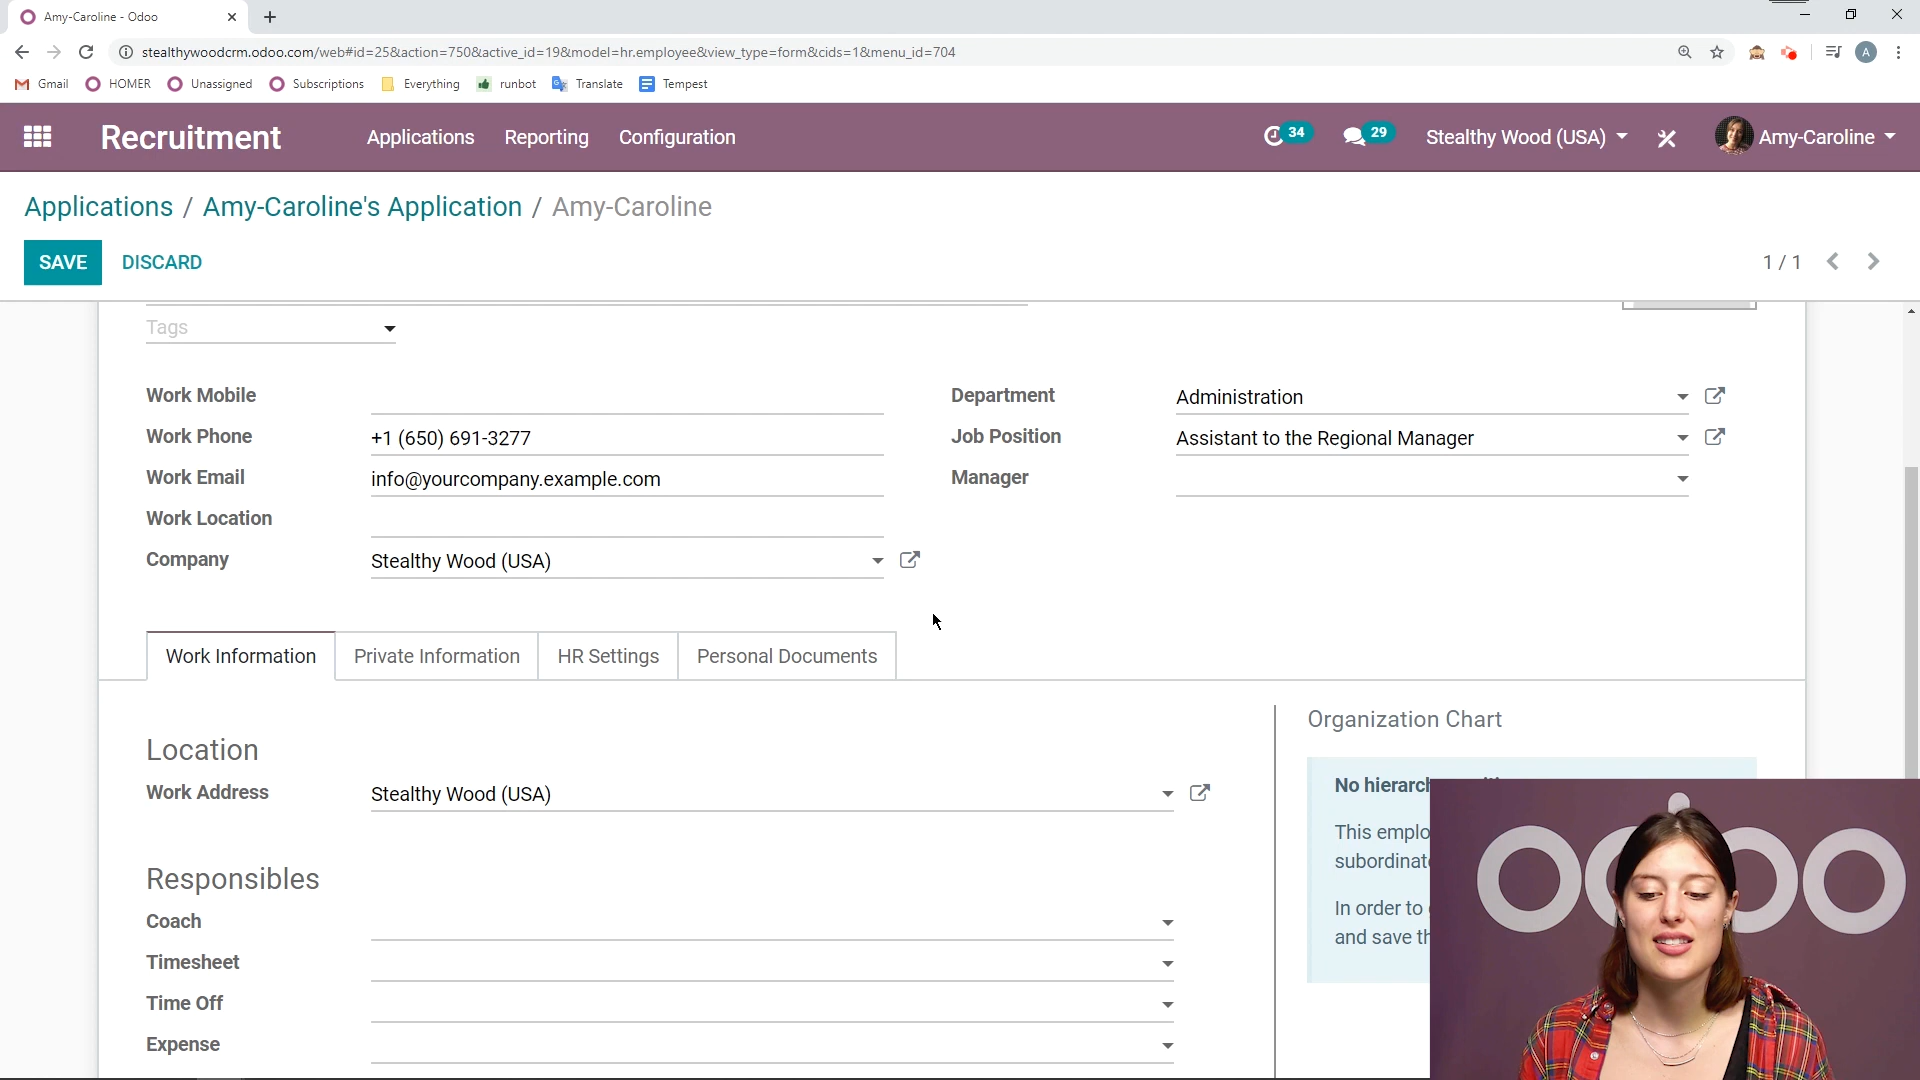 Amy-Caroline - Odoo
stealthywoodcrm.odoo.com/web#id=25&action=750&active_id=19&model=hr.employee&view_type=form&cids=1&menu_id=704
A
Gmail HOMER Unassigned Subscriptions Everything runbot Translate Tempest
Recruitment Applications Reporting Configuration 34 29 Stealthy Wood (USA) Amy-Caroline
Applications / Amy-Caroline's Application / Amy-Caroline
SAVE DISCARD 1 / 1
Tags
Work Mobile
Work Phone +1 (650) 691-3277
Work Email info@yourcompany.example.com
Work Location
Company Stealthy Wood (USA)
Department Administration
Job Position Assistant to the Regional Manager
Manager
Work Information Private Information HR Settings Personal Documents
Location
Work Address Stealthy Wood (USA)
Responsibles
Coach
Timesheet
Time Off
Expense
Organization Chart
No
This
In order to
and save
odoo